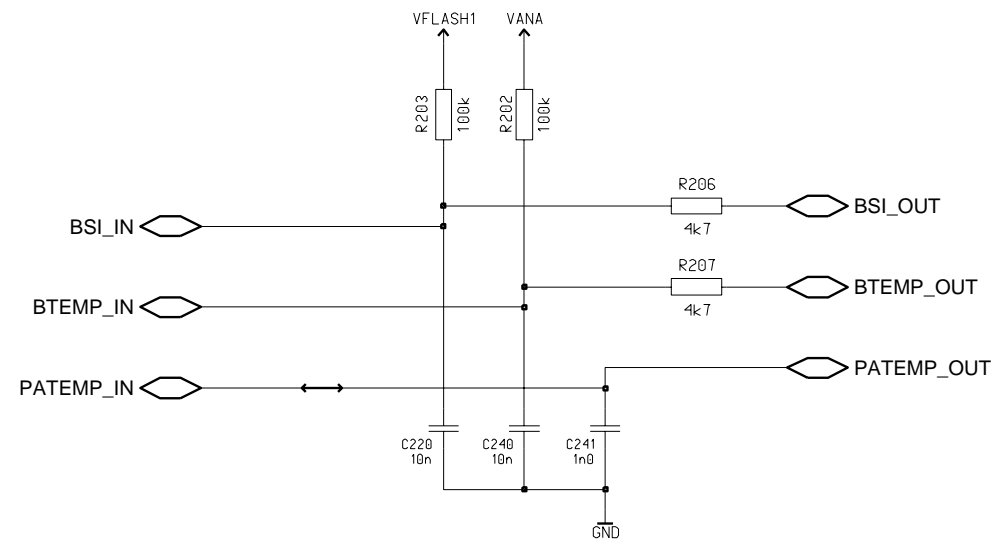 VFLASH1 VANA
R203 100k R202 100k
R206
BSI_IN BSI_OUT
4k7
R207
BTEMP_IN BTEMP_OUT
4k7
PATEMP_IN PATEMP_OUT
C220 C240 C241
10n 10n 1n0
GND